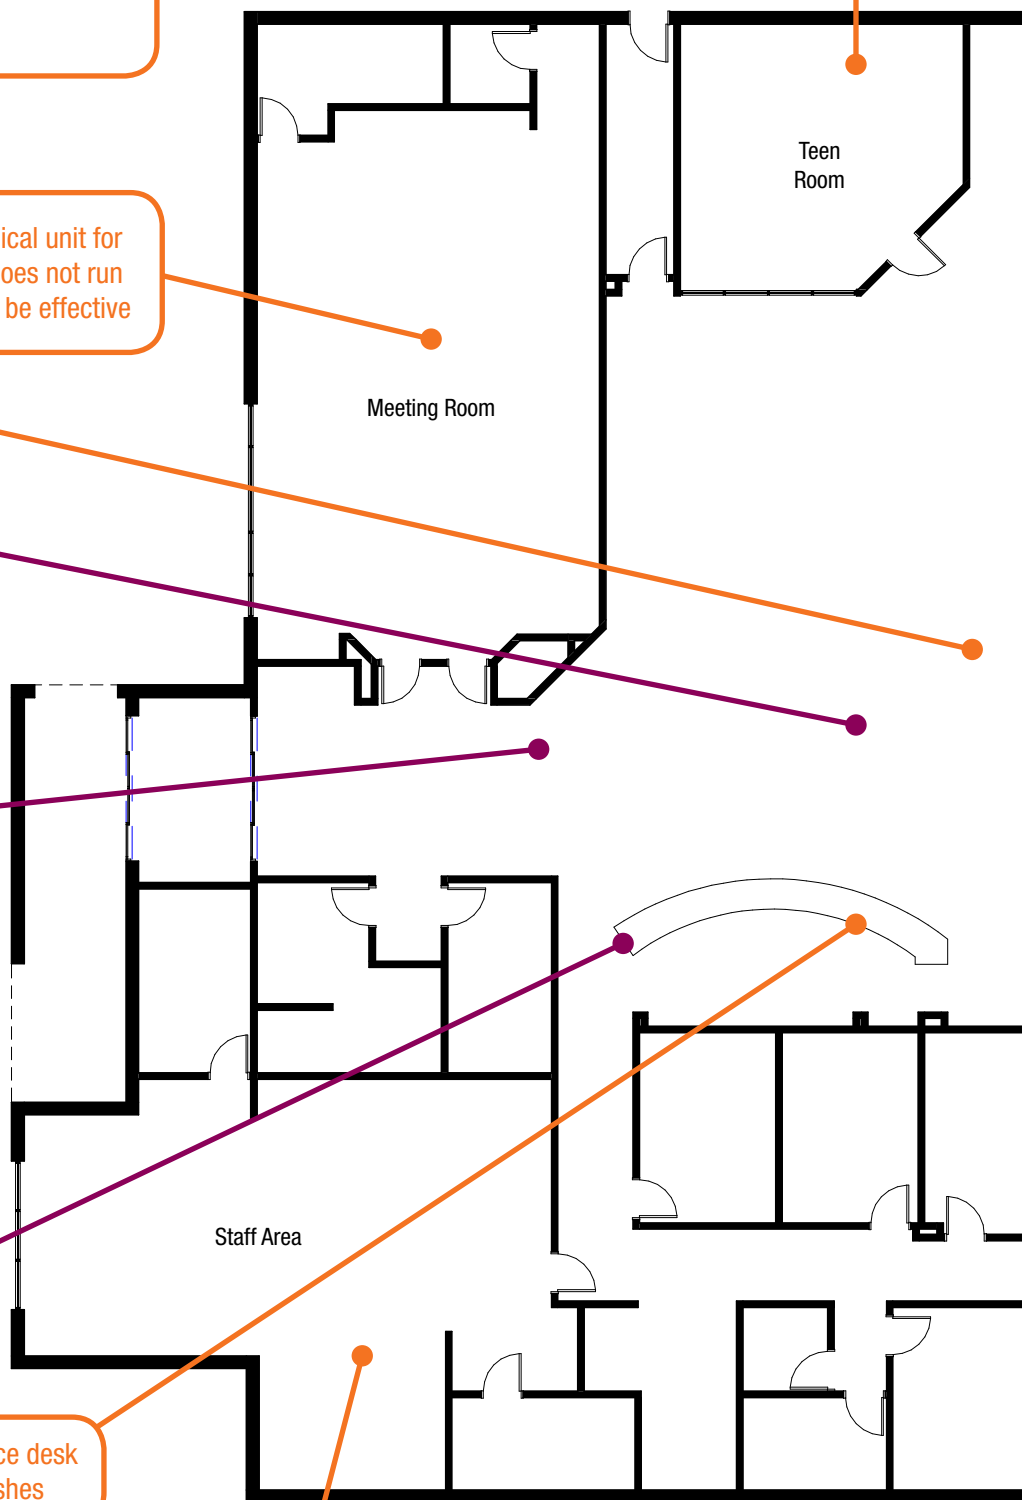 Teen
Room
ical unit for
oes not run
be effective
Meeting Room
Staff Area
ce desk
shes